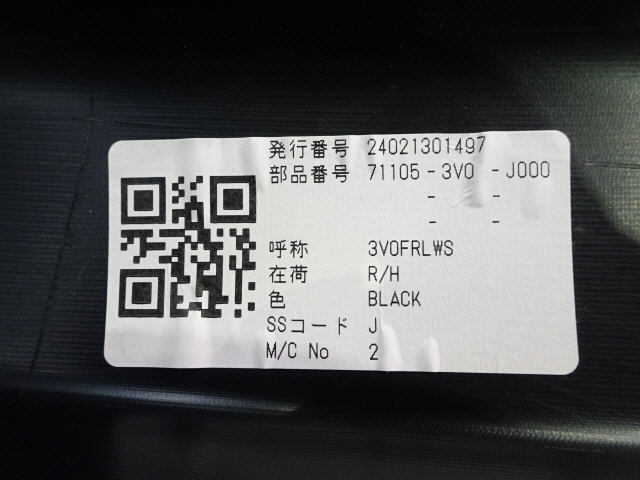 発行番号 24021301497
部品番号 71105-3V0 -J000
- -
- -
呼称 3V0FRLWS
在荷 R/H
色 BLACK
SSコード J
M/C No 2